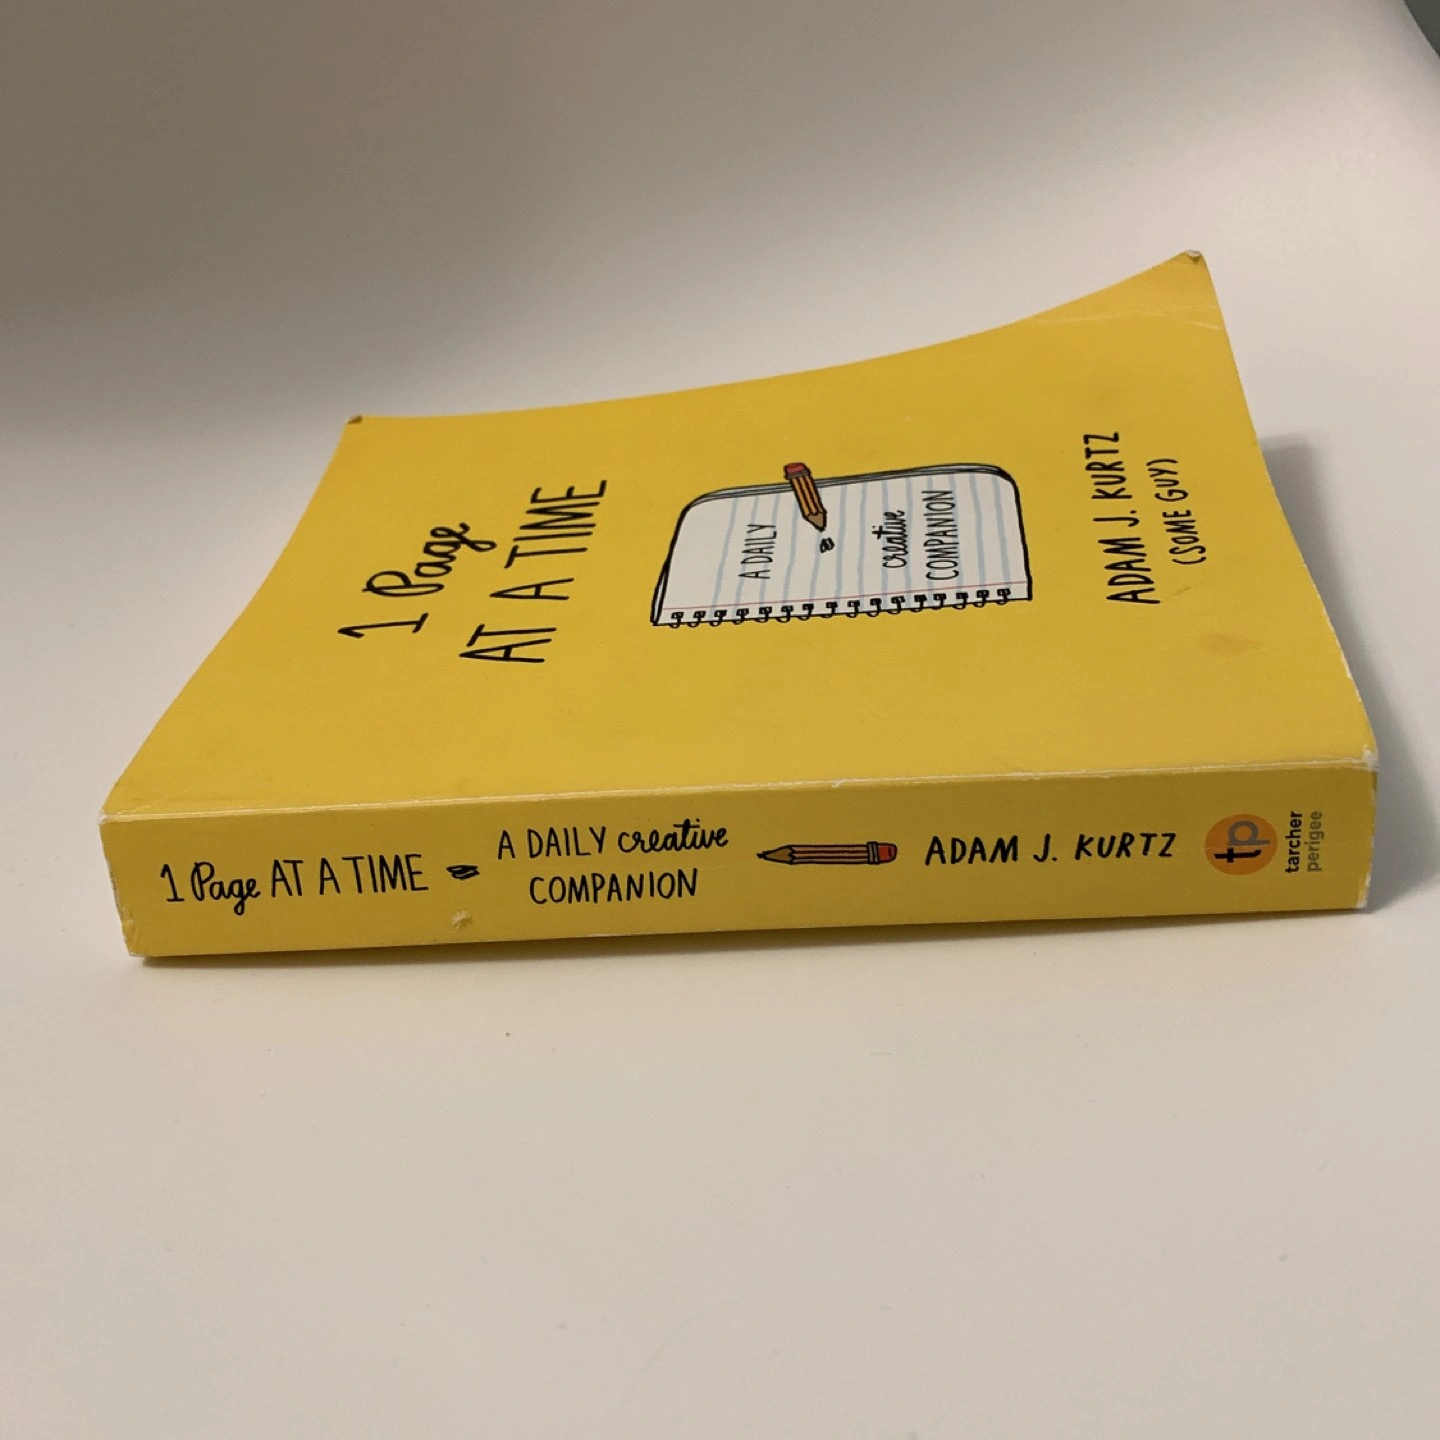 1 Page
AT A TIME
A DAILY
creative
COMPANION
ADAM J. KURTZ
(SOME GUY)
1 Page AT A TIME
A DAILY creative
COMPANION
ADAM J. KURTZ
tp
tarcher
perigee